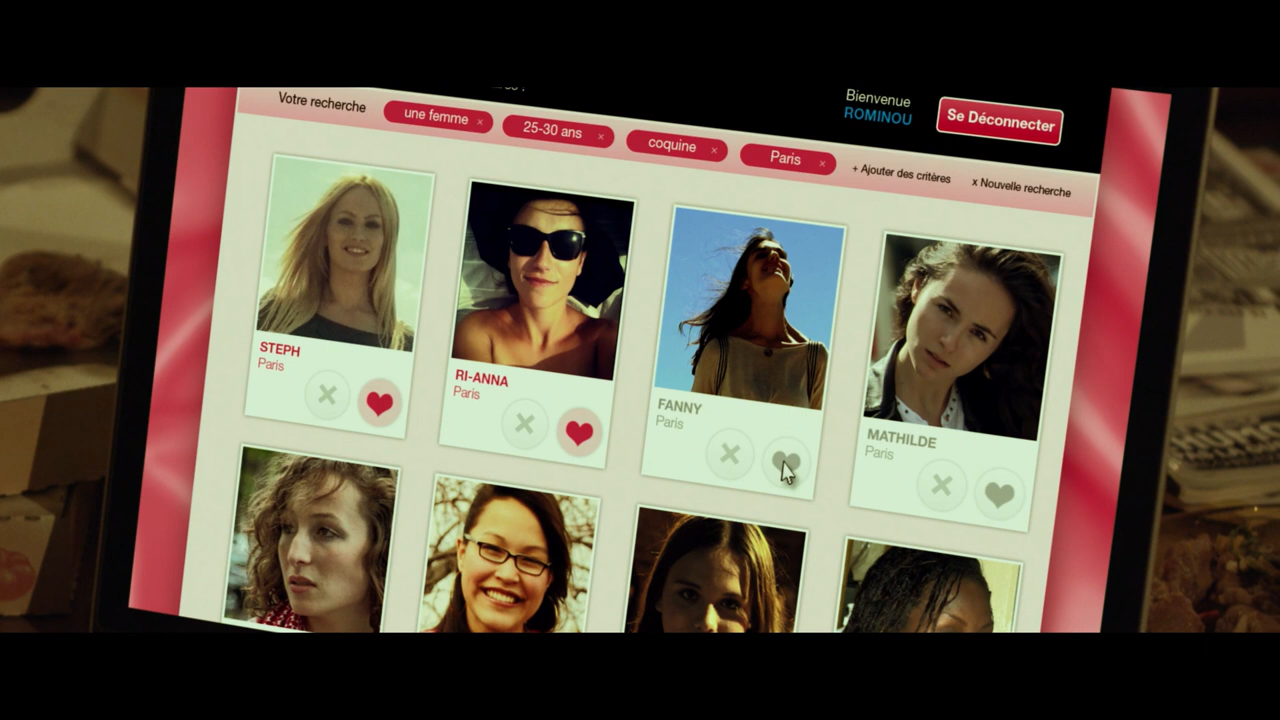 Bienvenue
ROMINOU
Se Déconnecter
Votre recherche
une femme ×
25-30 ans ×
coquine ×
Paris ×
+ Ajouter des critères
x Nouvelle recherche
STEPH
Paris
RI-ANNA
Paris
FANNY
Paris
MATHILDE
Paris